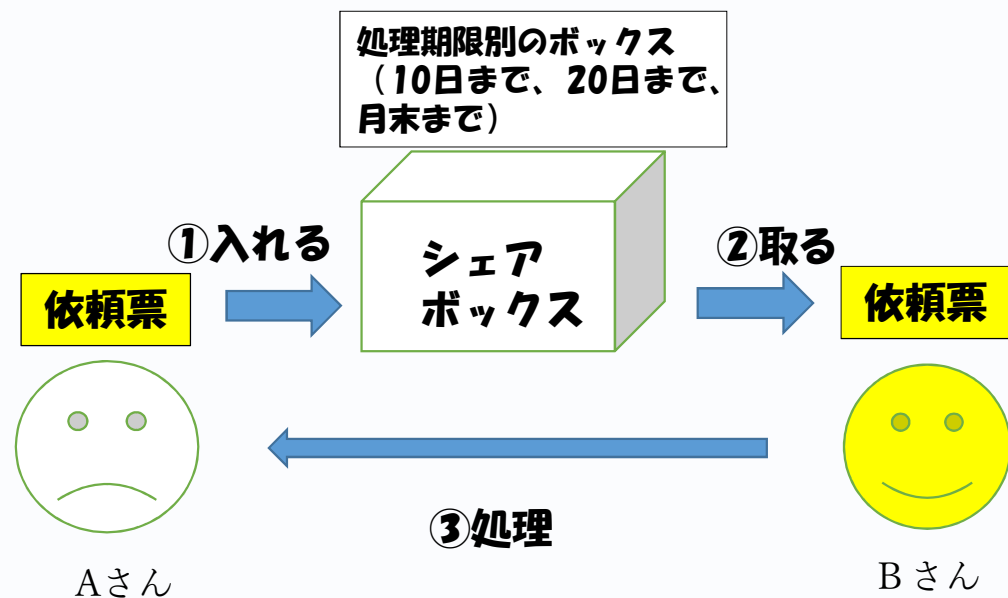 処理期限別のボックス
（10日まで、20日まで、
月末まで）
①入れる
シェア
ボックス
②取る
依頼票
依頼票
③処理
Aさん
Ｂさん